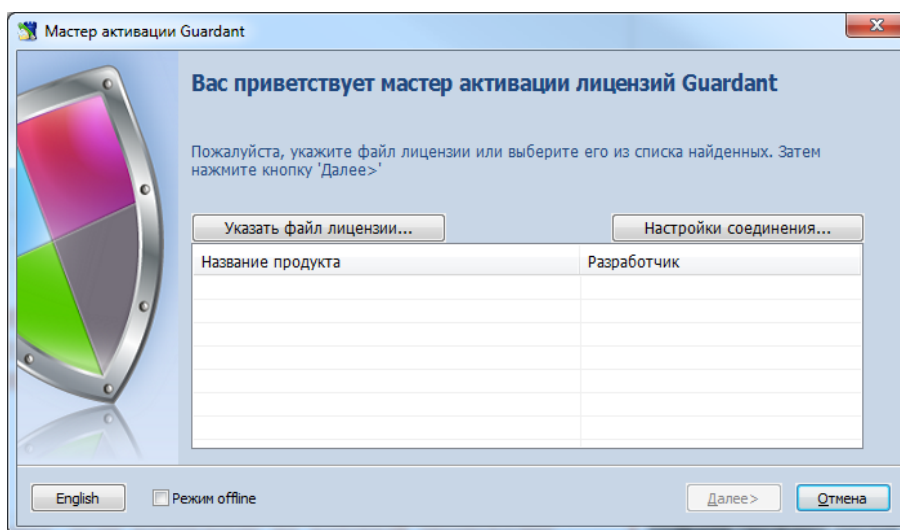 Мастер активации Guardant
Вас приветствует мастер активации лицензий Guardant
Пожалуйста, укажите файл лицензии или выберите его из списка найденных. Затем
нажмите кнопку 'Далее>'
Указать файл лицензии... Настройки соединения...
Название продукта Разработчик
English Режим offline Далее> Отмена